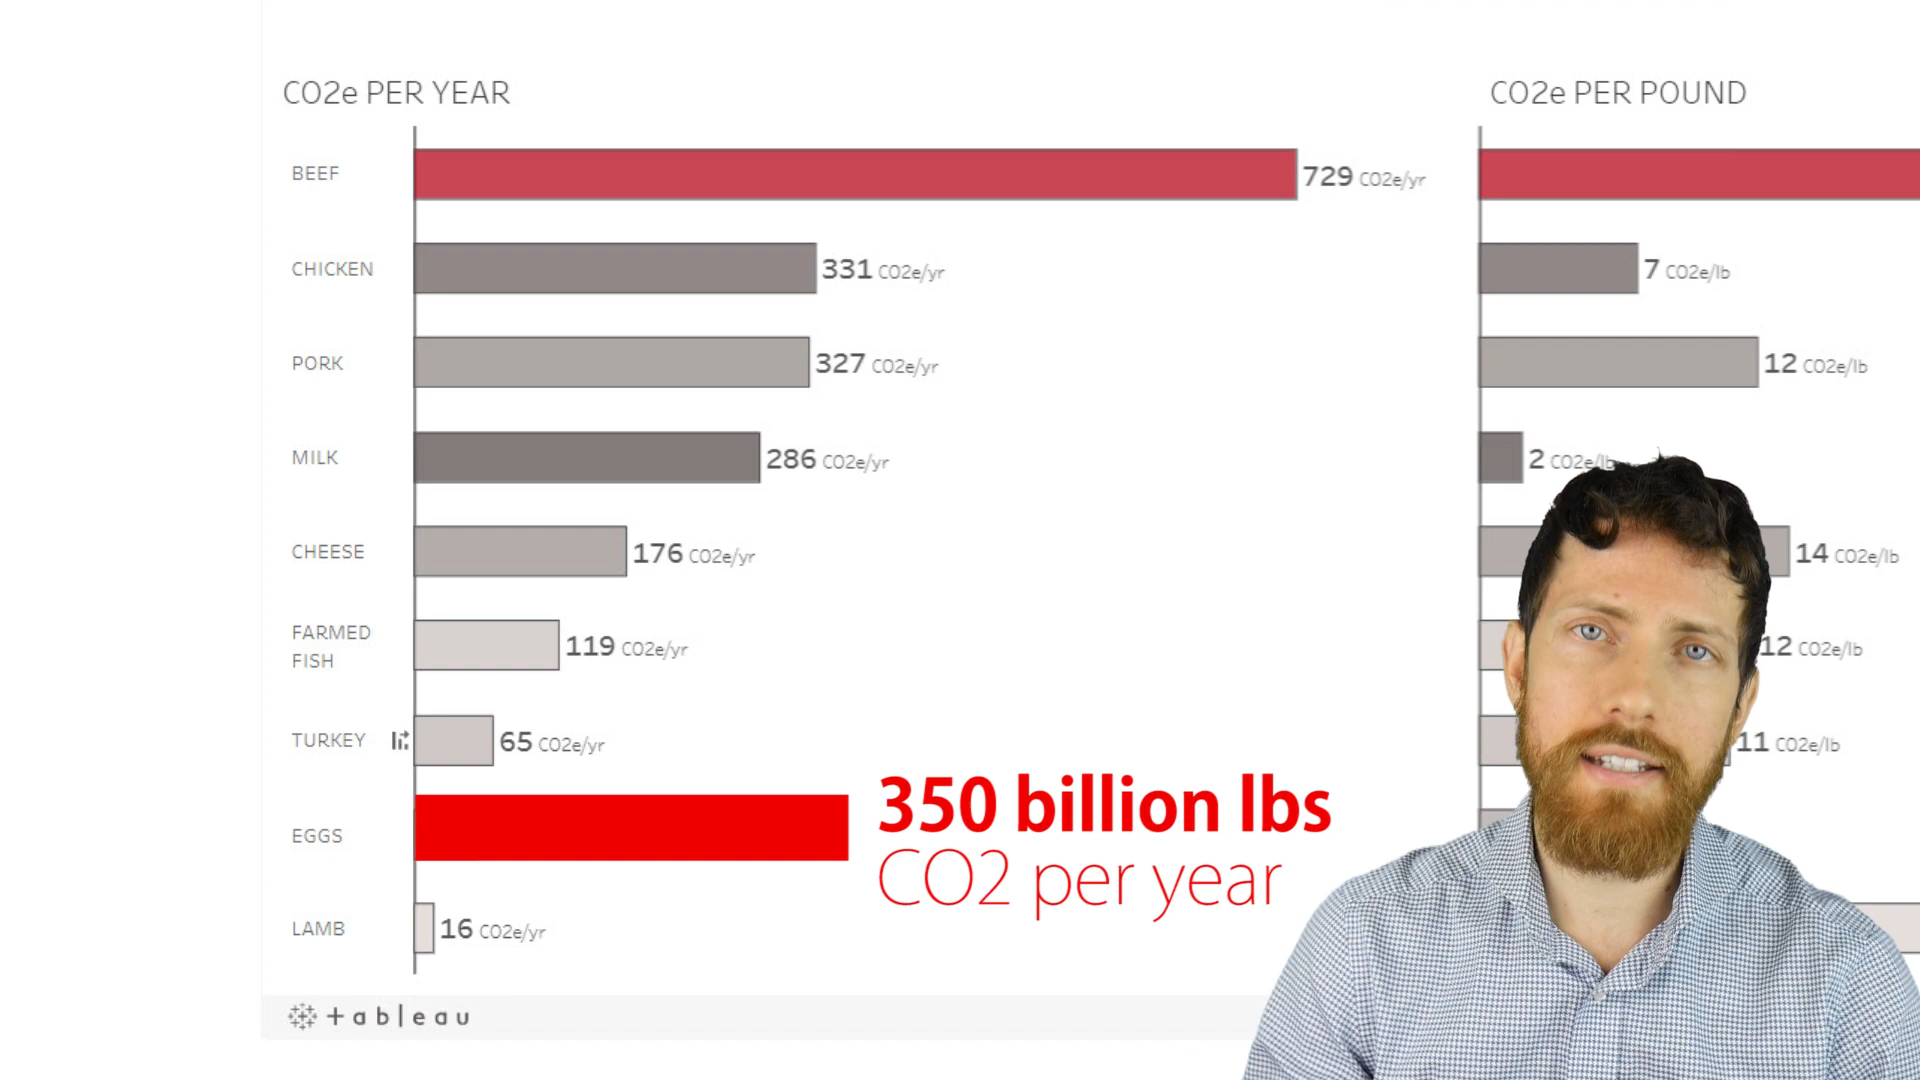 CO2e PER YEAR
CO2e PER POUND
BEEF
729 CO2e/yr
CHICKEN
331 CO2e/yr
7 CO2e/lb
PORK
327 CO2e/yr
12 CO2e/lb
MILK
286 CO2e/yr
2 CO2e/lb
CHEESE
176 CO2e/yr
14 CO2e/lb
FARMED
FISH
119 CO2e/yr
12 CO2e/lb
TURKEY
65 CO2e/yr
11 CO2e/lb
EGGS
350 billion lbs
CO2 per year
LAMB
16 CO2e/yr
+ableau